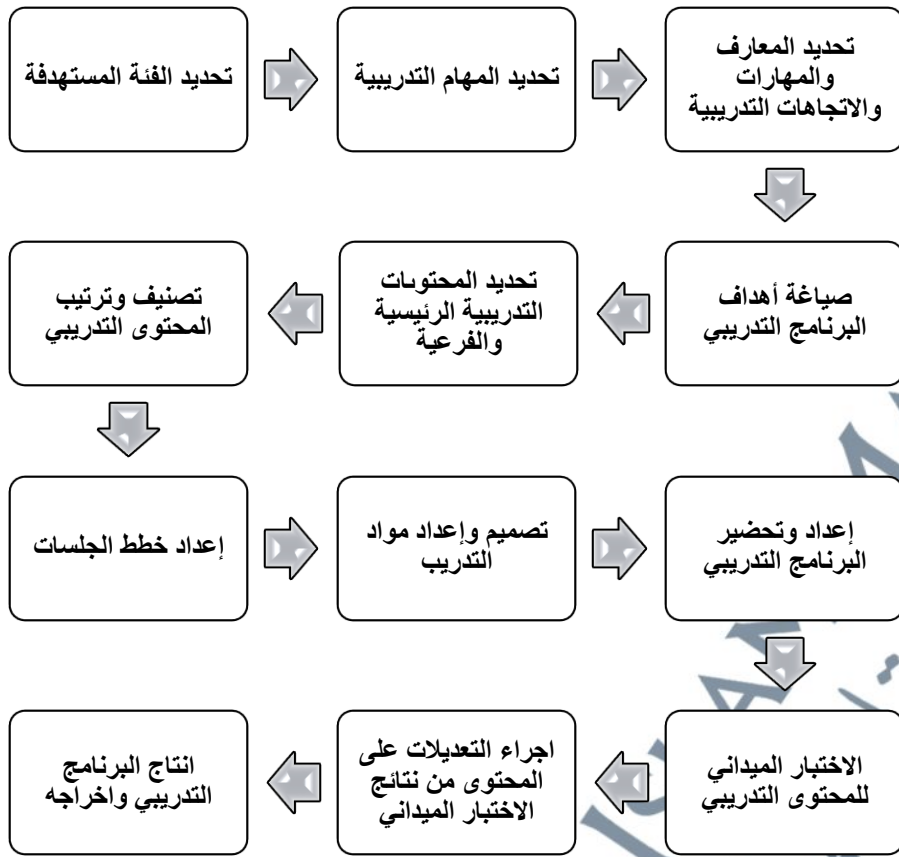 تحديد الفئة المستهدفة
تحديد المهام التدريبية
تحديد المعارف
والمهارات
والاتجاهات التدريبية
صياغة أهداف
البرنامج التدريبي
تحديد المحتويات
التدريبية الرئيسية
والفرعية
تصنيف وترتيب
المحتوى التدريبي
إعداد خطط الجلسات
تصميم وإعداد مواد
التدريب
إعداد وتحضير
البرنامج التدريبي
الاختبار الميداني
للمحتوى التدريبي
اجراء التعديلات على
المحتوى من نتائج
الاختبار الميداني
انتاج البرنامج
التدريبي واخراجه